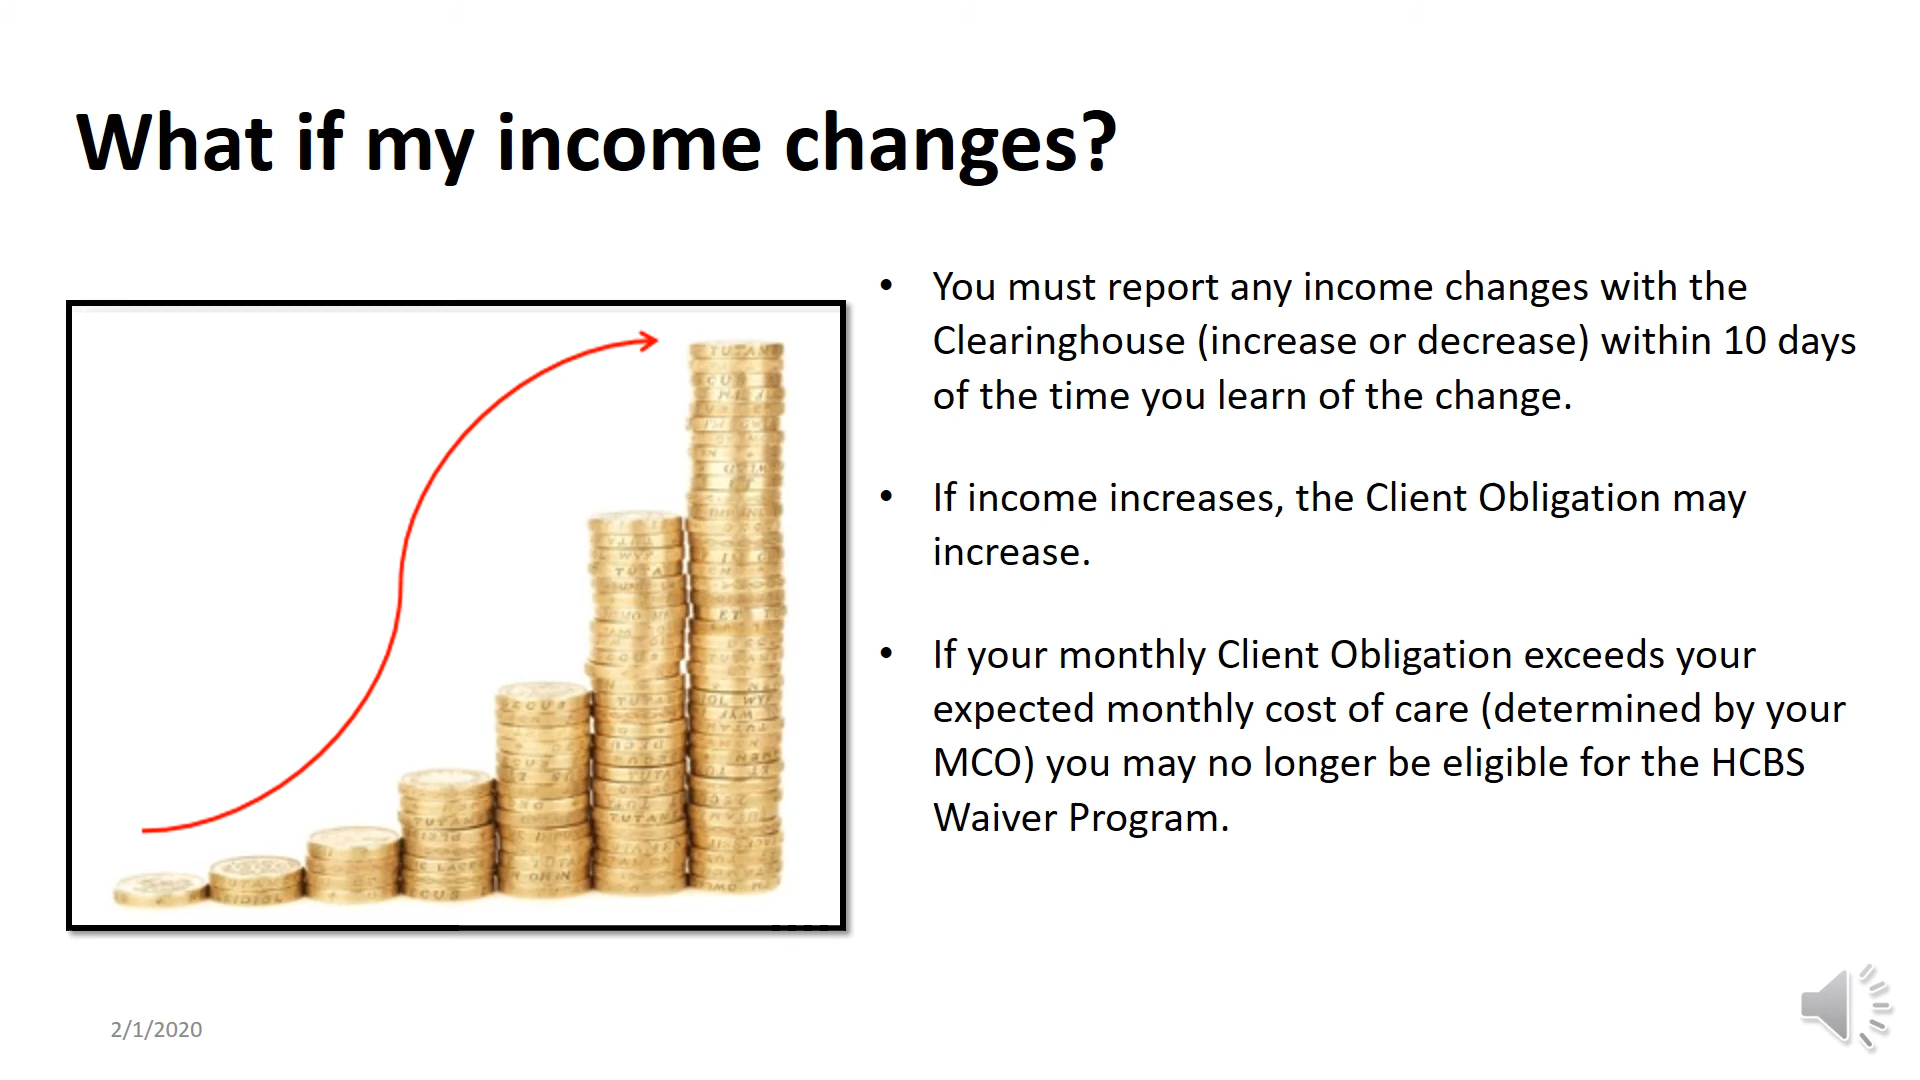 What if my income changes?
• You must report any income changes with the
Clearinghouse (increase or decrease) within 10 days
of the time you learn of the change.
• If income increases, the Client Obligation may
increase.
• If your monthly Client Obligation exceeds your
expected monthly cost of care (determined by your
MCO) you may no longer be eligible for the HCBS
Waiver Program.
2/1/2020